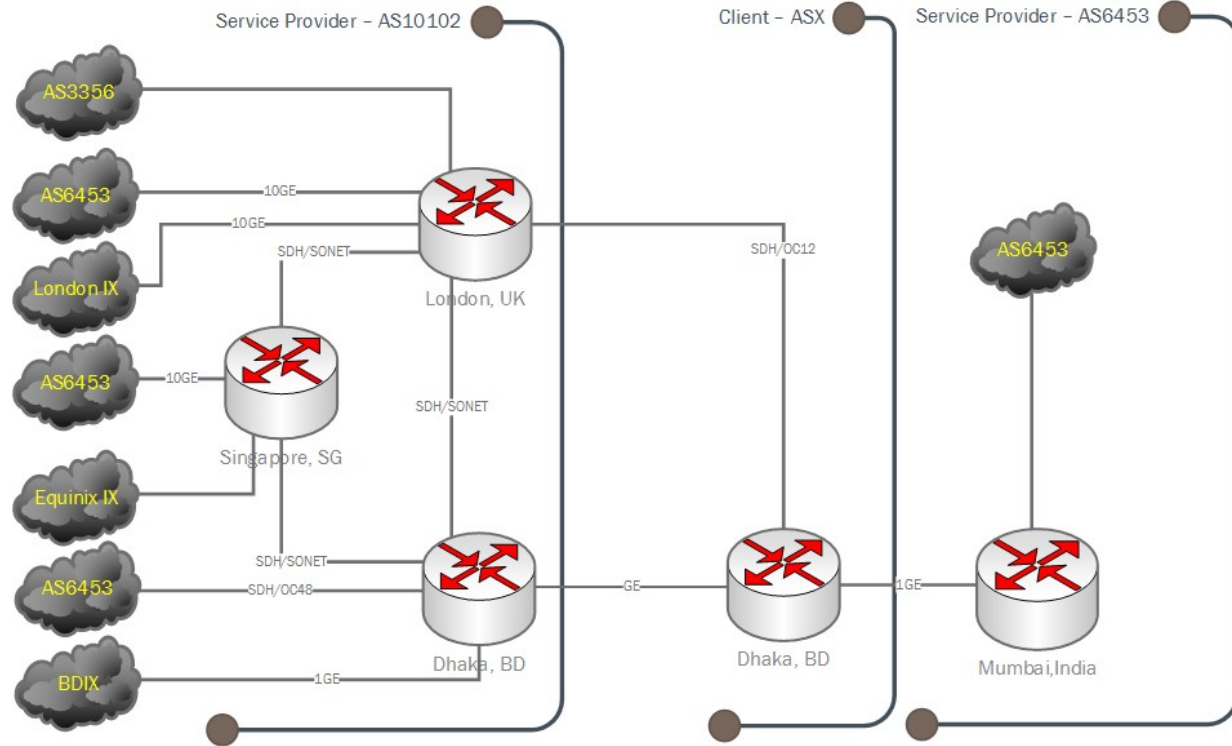 Service Provider – AS10102
Client – ASX
Service Provider – AS6453
AS3356
AS6453
10GE
10GE
London IX
SDH/SONET
London, UK
SDH/OC12
AS6453
AS6453
10GE
Singapore, SG
SDH/SONET
Equinix IX
SDH/SONET
AS6453
SDH/OC48
GE
1GE
Dhaka, BD
Dhaka, BD
Mumbai,India
BDIX
1GE